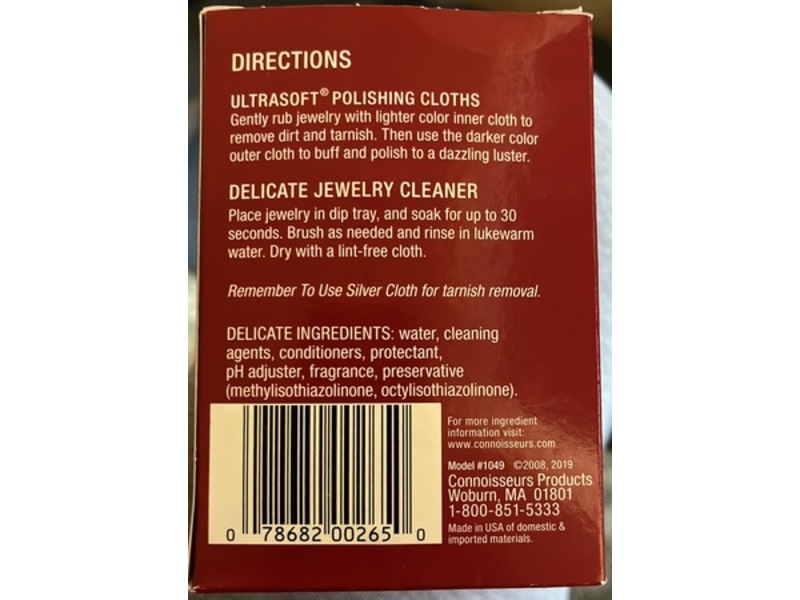 DIRECTIONS
ULTRASOFT® POLISHING CLOTHS
Gently rub jewelry with lighter color inner cloth to
remove dirt and tarnish. Then use the darker color
outer cloth to buff and polish to a dazzling luster.
DELICATE JEWELRY CLEANER
Place jewelry in dip tray, and soak for up to 30
seconds. Brush as needed and rinse in lukewarm
water. Dry with a lint-free cloth.
Remember To Use Silver Cloth for tarnish removal.
DELICATE INGREDIENTS: water, cleaning
agents, conditioners, protectant,
pH adjuster, fragrance, preservative
(methylisothiazolinone, octylisothiazolinone).
0 78682 00265 0
For more ingredient
information visit:
www.connoisseurs.com
Model #1049 ©2008, 2019
Connoisseurs Products
Woburn, MA 01801
1-800-851-5333
Made in USA of domestic &
imported materials.